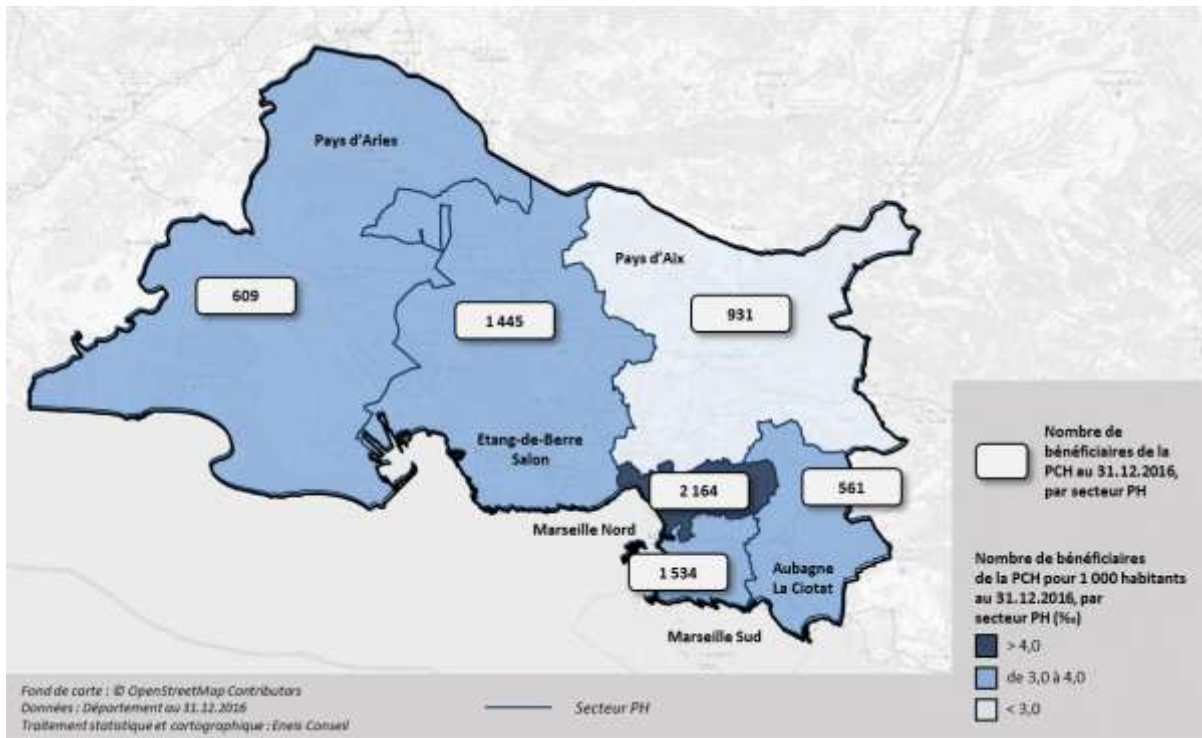 Pays d'Arles
Pays d'Aix
609
1 445
931
Etang-de-Berre
Salon
2 164
561
Marseille Nord
1 534
Aubagne
La Ciotat
Marseille Sud
Nombre de
bénéficiaires de la
PCH au 31.12.2016,
par secteur PH
Nombre de bénéficiaires
de la PCH pour 1 000 habitants
au 31.12.2016, par
secteur PH (‰)
> 4,0
de 3,0 à 4,0
< 3,0
Fond de carte : © OpenStreetMap Contributors
Données : Département au 31.12.2016
Traitement statistique et cartographique : Eneis Conseil
Secteur PH